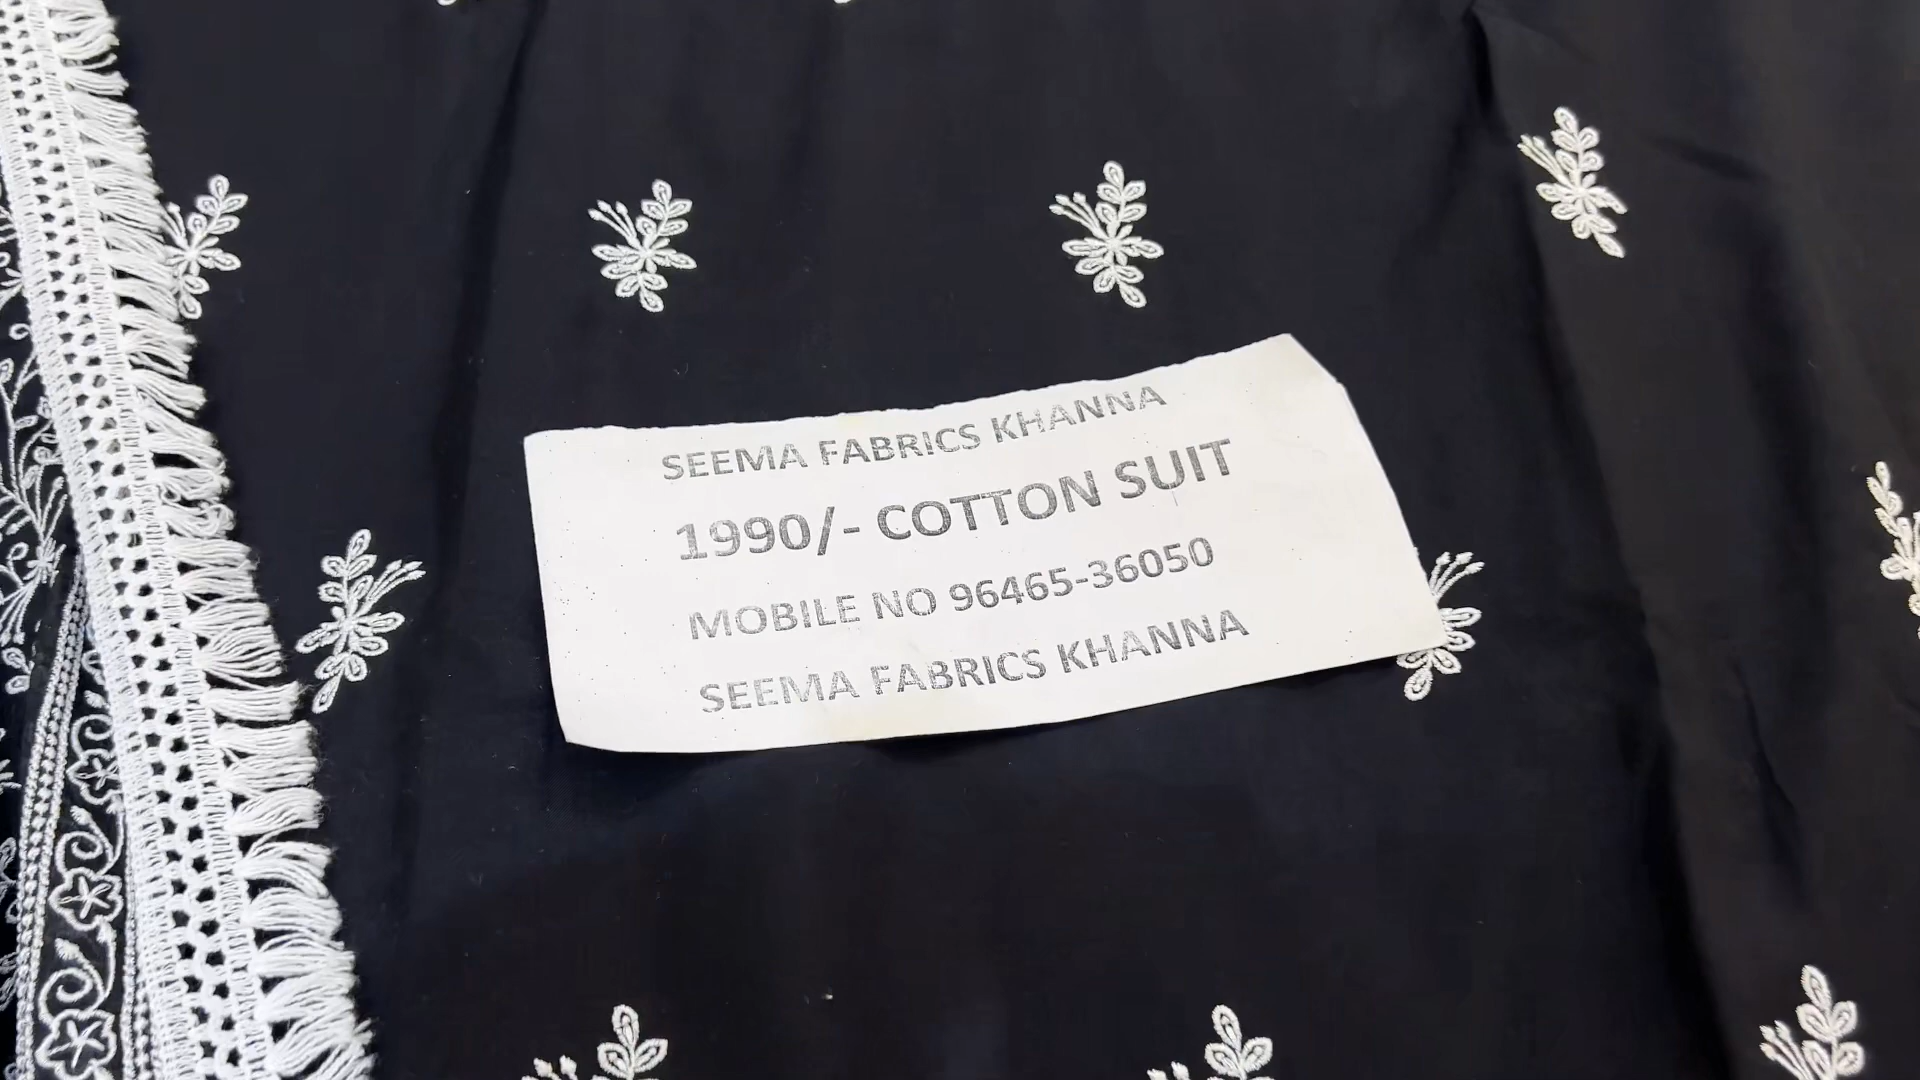 SEEMA FABRICS KHANNA
1990/- COTTON SUIT
MOBILE NO 96465-36050
SEEMA FABRICS KHANNA